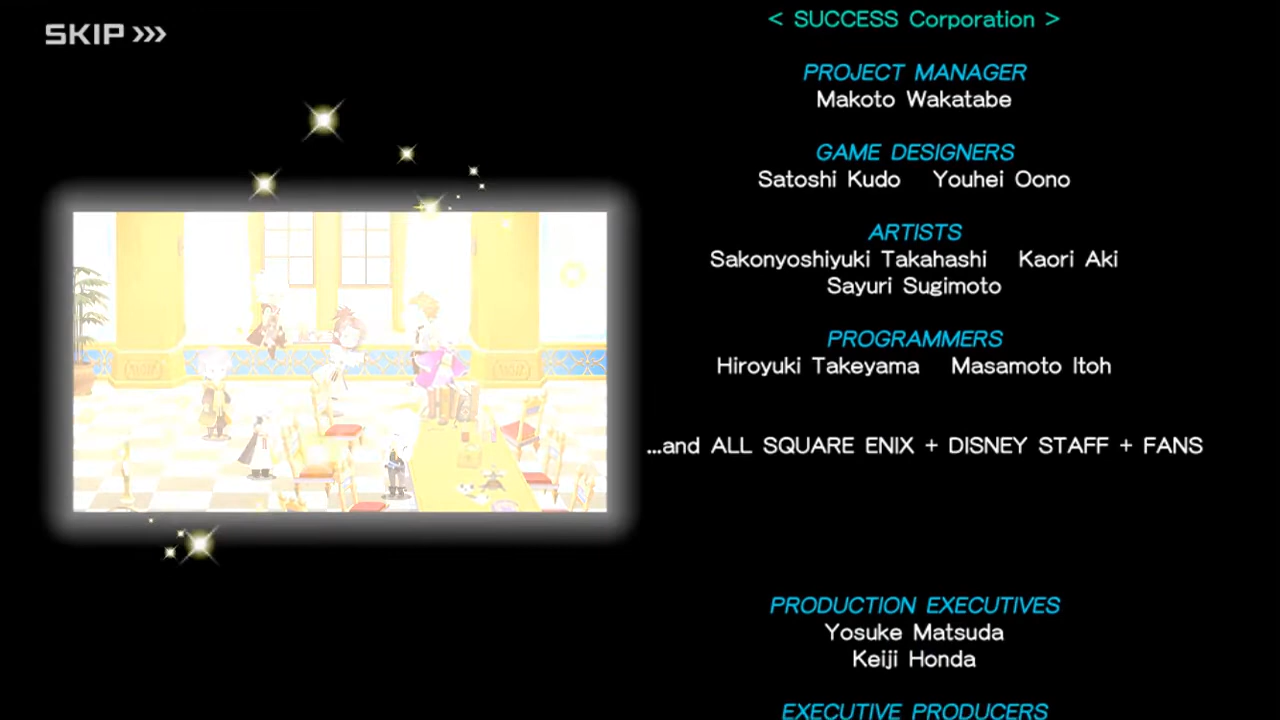 SKIP >>>
< SUCCESS Corporation >
PROJECT MANAGER
Makoto Wakatabe
GAME DESIGNERS
Satoshi Kudo Youhei Oono
ARTISTS
Sakonyoshiyuki Takahashi Kaori Aki
Sayuri Sugimoto
PROGRAMMERS
Hiroyuki Takeyama Masamoto Itoh
...and ALL SQUARE ENIX + DISNEY STAFF + FANS
PRODUCTION EXECUTIVES
Yosuke Matsuda
Keiji Honda
EXECUTIVE PRODUCERS